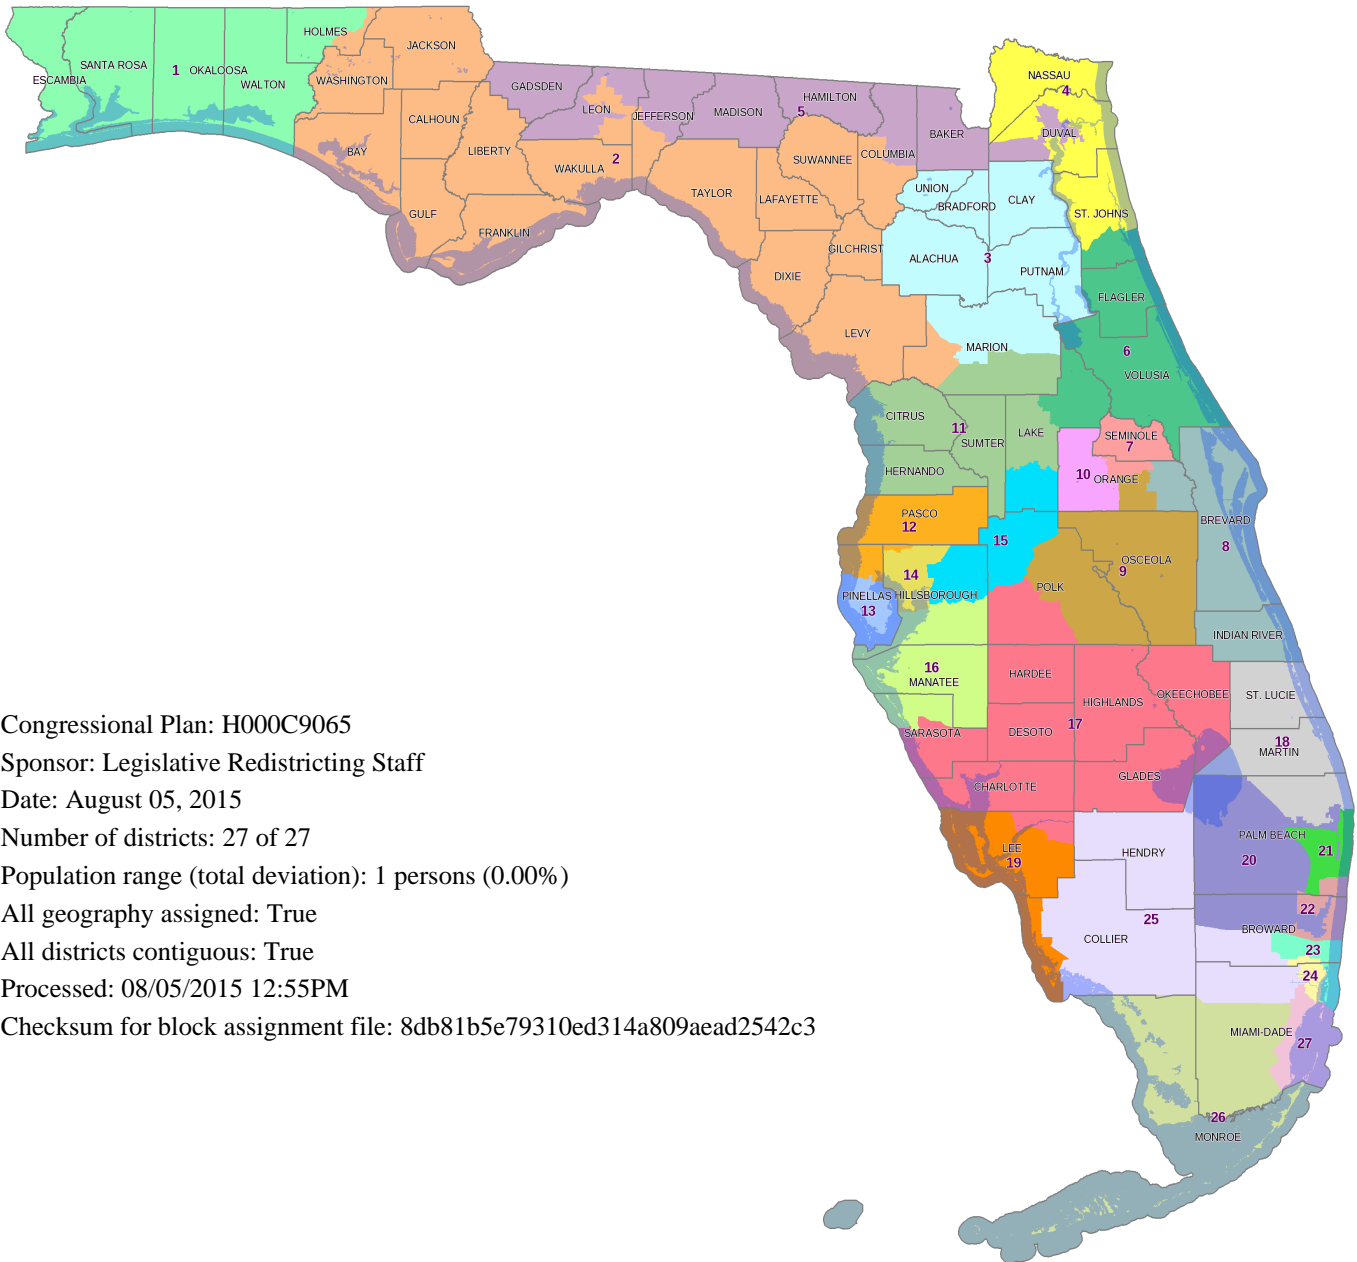 HOLMES
JACKSON
SANTA ROSA
1
OKALOOSA
ESCAMBIA
WALTON
WASHINGTON
GADSDEN
NASSAU
4
HAMILTON
LEON
5
JEFFERSON
MADISON
CALHOUN
DUVAL
BAKER
BAY
LIBERTY
2
WAKULLA
SUWANNEE
COLUMBIA
UNION
TAYLOR
LAFAYETTE
BRADFORD
CLAY
GULF
ST. JOHNS
FRANKLIN
GILCHRIST
ALACHUA
3
PUTNAM
DIXIE
FLAGLER
LEVY
MARION
6
VOLUSIA
CITRUS
11
SUMTER
LAKE
SEMINOLE
7
HERNANDO
10
ORANGE
PASCO
12
BREVARD
15
8
OSCEOLA
9
14
POLK
PINELLAS
HILLSBOROUGH
13
INDIAN RIVER
16
MANATEE
HARDEE
HIGHLANDS
OKEECHOBEE
ST. LUCIE
17
SARASOTA
DESOTO
18
MARTIN
GLADES
CHARLOTTE
PALM BEACH
LEE
19
HENDRY
20
21
22
25
BROWARD
COLLIER
23
24
MIAMI-DADE
27
26
MONROE
Congressional Plan: H000C9065
Sponsor: Legislative Redistricting Staff
Date: August 05, 2015
Number of districts: 27 of 27
Population range (total deviation): 1 persons (0.00%)
All geography assigned: True
All districts contiguous: True
Processed: 08/05/2015 12:55PM
Checksum for block assignment file: 8db81b5e79310ed314a809aead2542c3